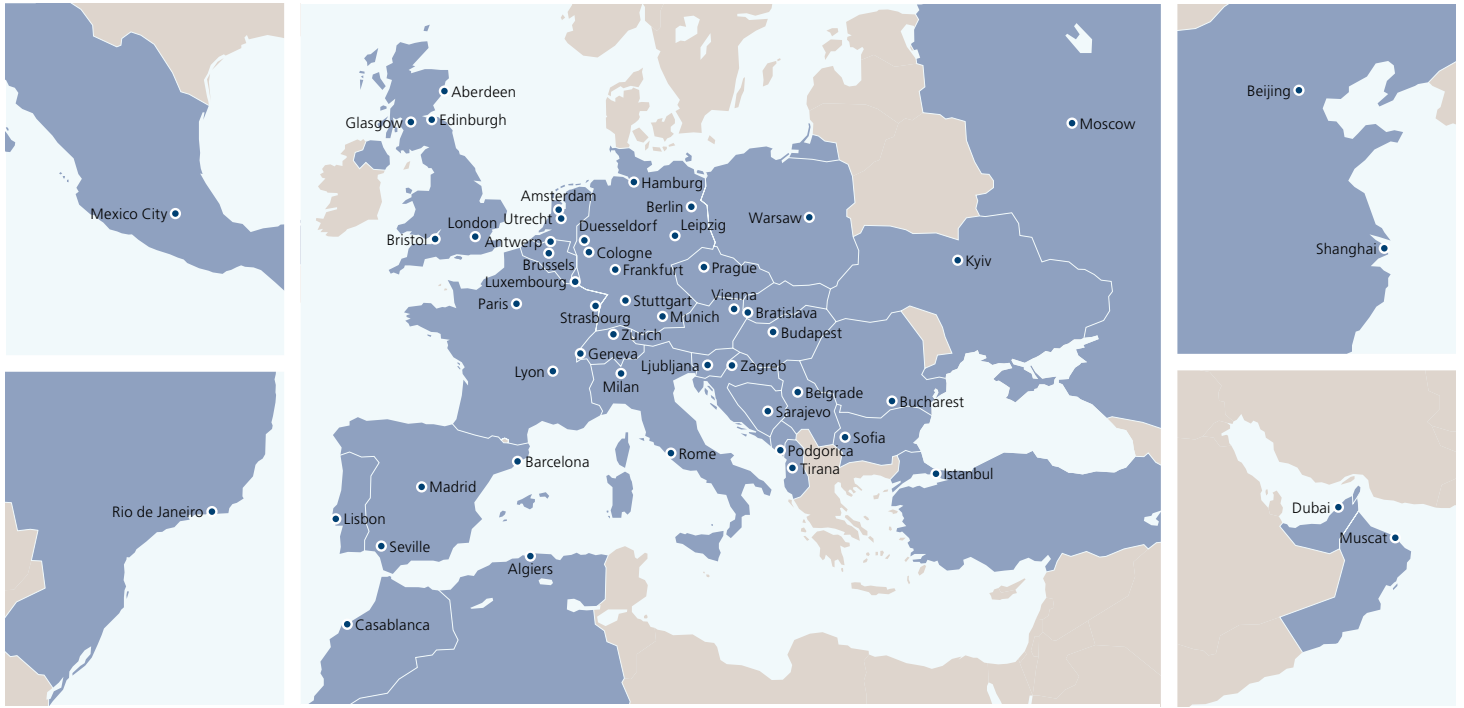 Mexico City
Rio de Janeiro
Aberdeen
Glasgow
Edinburgh
Moscow
Hamburg
Amsterdam
Berlin
Utrecht
Warsaw
London
Duesseldorf
Leipzig
Bristol
Antwerp
Cologne
Brussels
Frankfurt
Prague
Kyiv
Luxembourg
Vienna
Paris
Stuttgart
Strasbourg
Munich
Bratislava
Zurich
Budapest
Geneva
Ljubljana
Zagreb
Lyon
Milan
Belgrade
Bucharest
Sarajevo
Sofia
Podgorica
Rome
Barcelona
Tirana
Istanbul
Madrid
Lisbon
Seville
Algiers
Casablanca
Beijing
Shanghai
Dubai
Muscat